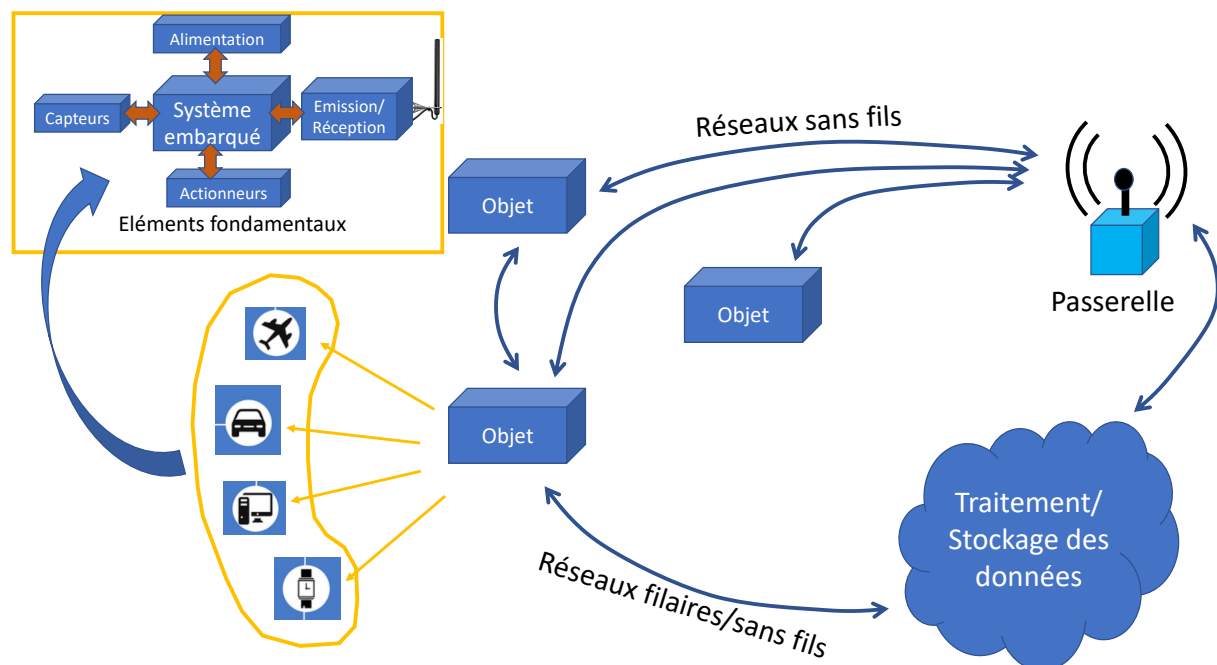 Alimentation
Capteurs
Système
embarqué
Emission/
Réception
Actionneurs
Eléments fondamentaux
Réseaux sans fils
Objet
Objet
Passerelle
Objet
Traitement/
Stockage des
données
Réseaux filaires/sans fils